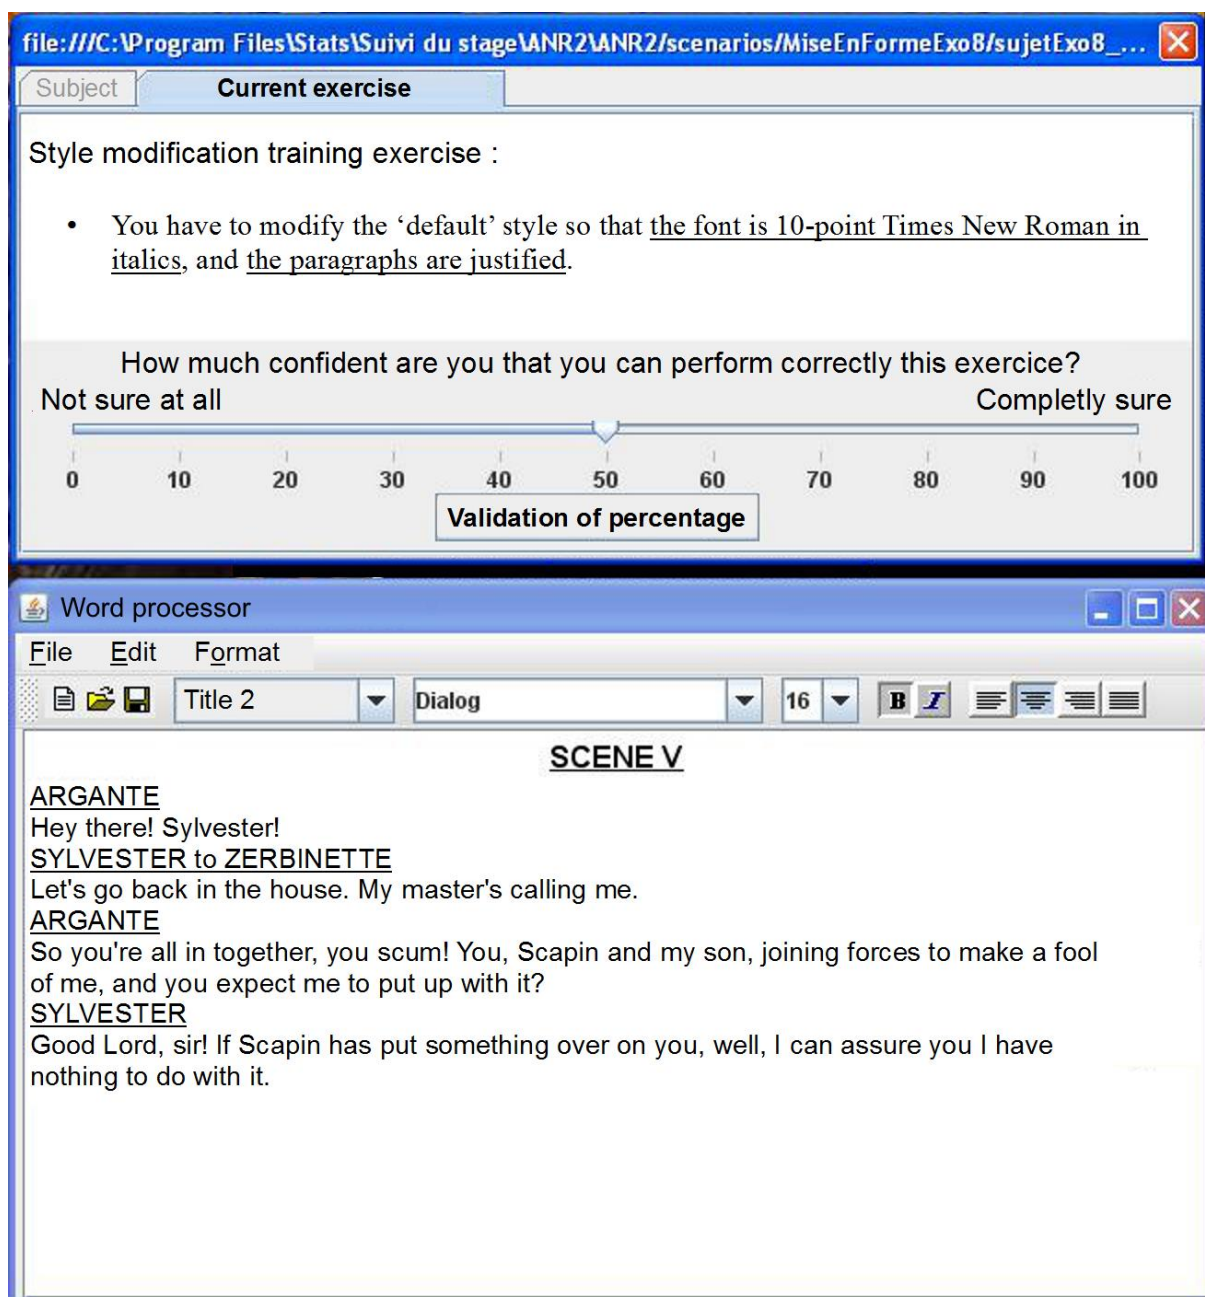 file:///C:\Program Files\Stats\Suivi du stage\ANR2\ANR2/scenarios/MiseEnFormeExo8/sujetExo8_...
Subject Current exercise
Style modification training exercise :
• You have to modify the ‘default’ style so that the font is 10-point Times New Roman in
italics, and the paragraphs are justified.
How much confident are you that you can perform correctly this exercice?
Not sure at all Completly sure
0 10 20 30 40 50 60 70 80 90 100
Validation of percentage
Word processor
File Edit Format
Title 2 Dialog 16 B I
SCENE V
ARGANTE
Hey there! Sylvester!
SYLVESTER to ZERBINETTE
Let's go back in the house. My master's calling me.
ARGANTE
So you're all in together, you scum! You, Scapin and my son, joining forces to make a fool
of me, and you expect me to put up with it?
SYLVESTER
Good Lord, sir! If Scapin has put something over on you, well, I can assure you I have
nothing to do with it.